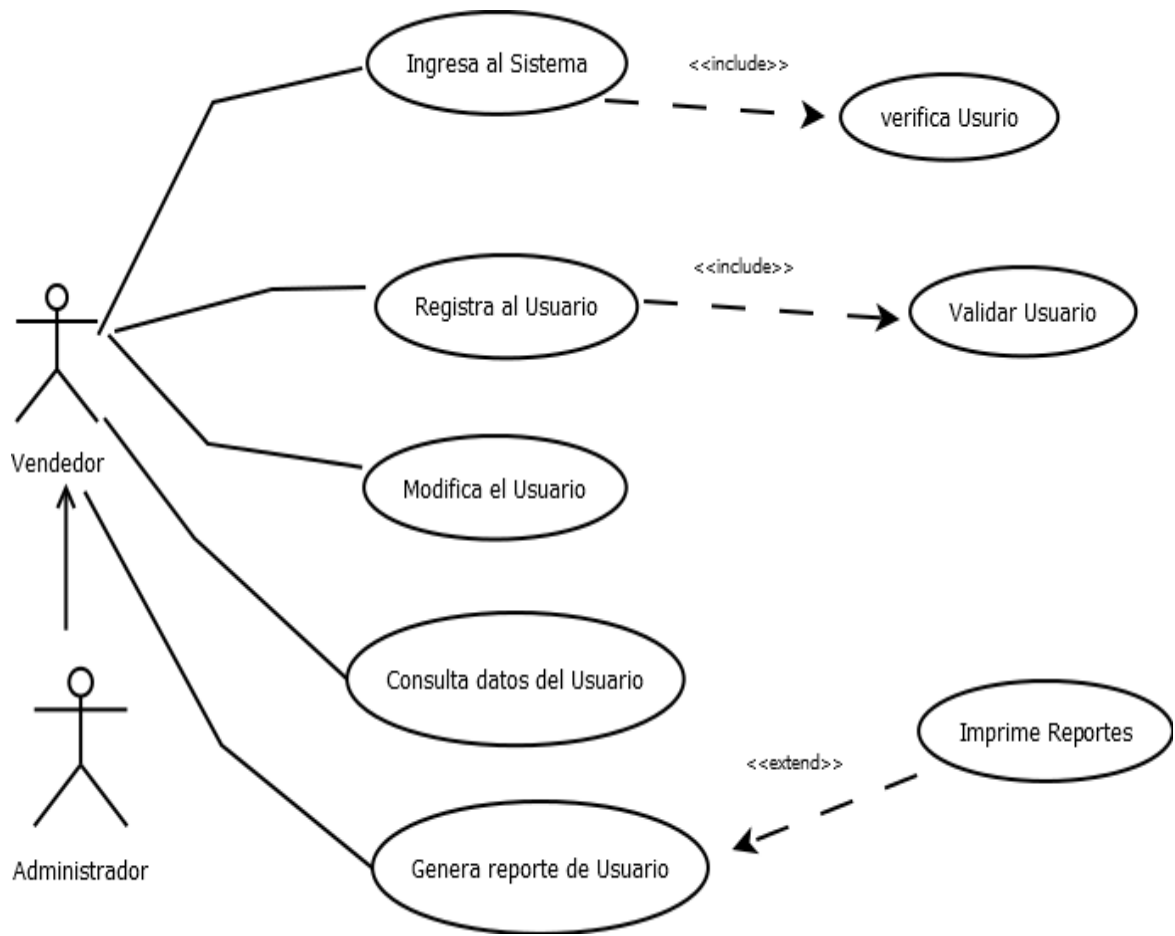 Ingresa al Sistema
<<include>>
verifica Usurio
Registra al Usuario
<<include>>
Validar Usuario
Vendedor
Modifica el Usuario
Consulta datos del Usuario
Imprime Reportes
<<extend>>
Genera reporte de Usuario
Administrador